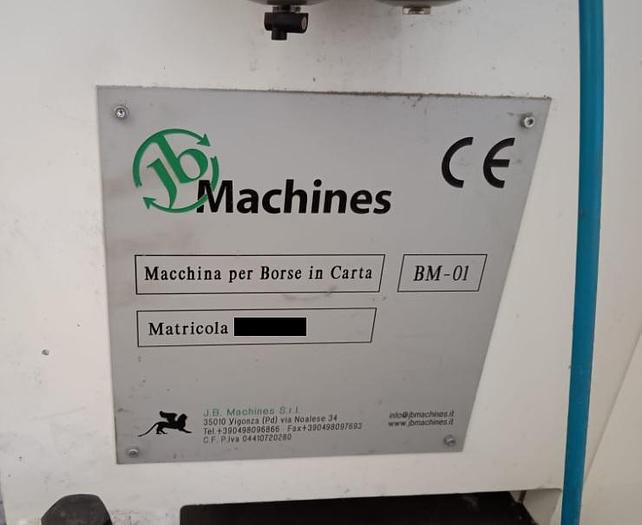 jb Machines
CE
Macchina per Borse in Carta
BM-01
Matricola
J.B. Machines S.r.l.
35010 Vigonza (Pd) via Noalese 34
Tel.+390498096866 Fax+390498097693
C.F. P.Iva 04410720280
info@jbmachines.it
www.jbmachines.it